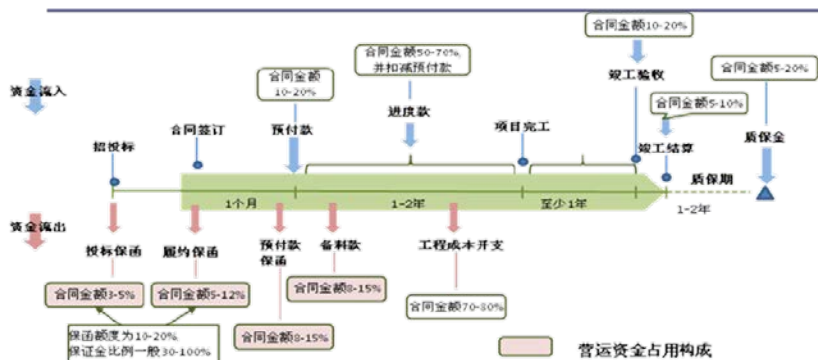 合同金额10-20%
合同金额50-70%,
并扣减预付款
合同金额
10-20%
合同金额5-20%
资金流入
竣工验收
合同金额5-10%
进度款
合同签订
预付款
项目完工
招投标
竣工结算
质保金
质保期
1个月
1-2年
至少1年
1-2年
资金流出
投标保函
履约保函
预付款
保函
备料款
工程成本开支
合同金额3-5%
合同金额5-12%
合同金额8-15%
合同金额70-80%
保函额度为10-20%,
保证金比例一般30-100%
合同金额8-15%
营运资金占用构成